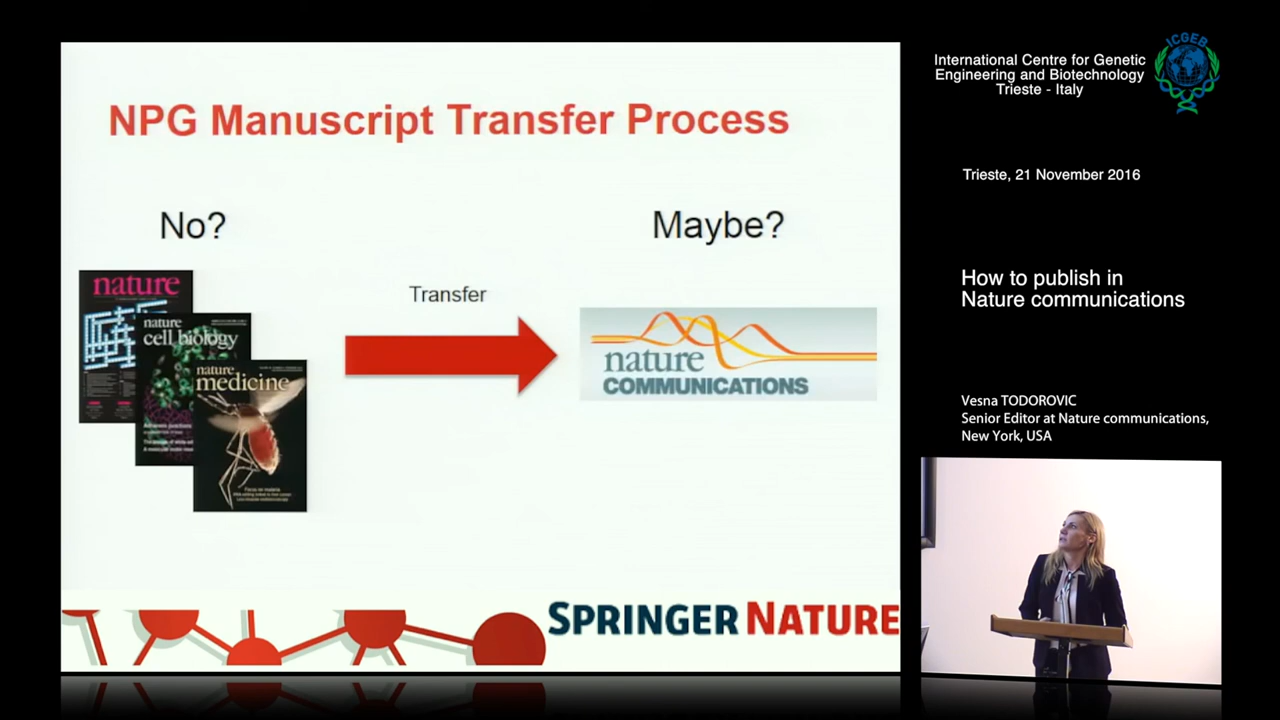 NPG Manuscript Transfer Process
No?
Maybe?
Transfer
nature
nature
cell biology
nature
medicine
nature
COMMUNICATIONS
SPRINGER NATURE
ICGEB
International Centre for Genetic
Engineering and Biotechnology
Trieste - Italy
Trieste, 21 November 2016
How to publish in
Nature communications
Vesna TODOROVIC
Senior Editor at Nature communications,
New York, USA